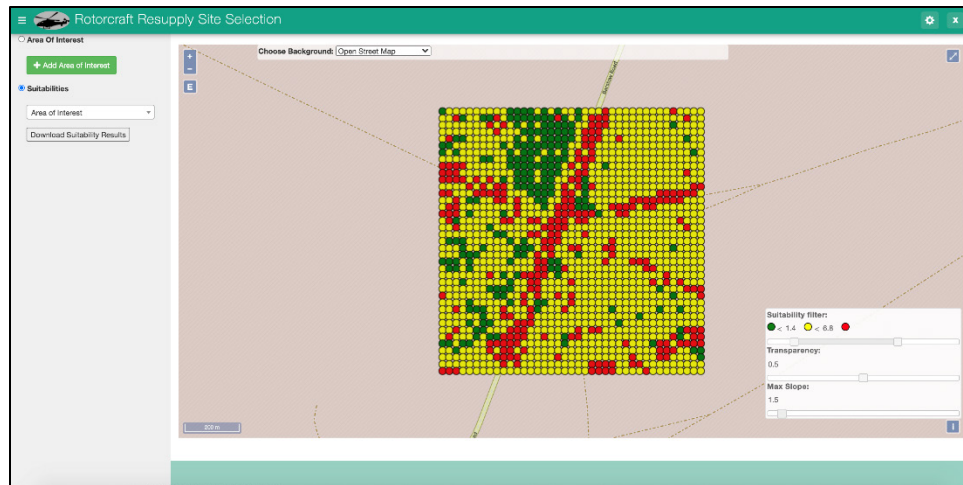 Rotorcraft Resupply Site Selection
x
Area Of Interest
+ Add Area of Interest
Suitabilities
Area of Interest
Download Suitability Results
Choose Background: Open Street Map
+
−
E
Suitability filter:
< 1.4 < 6.8
Transparency:
0.5
Max Slope:
1.5
i